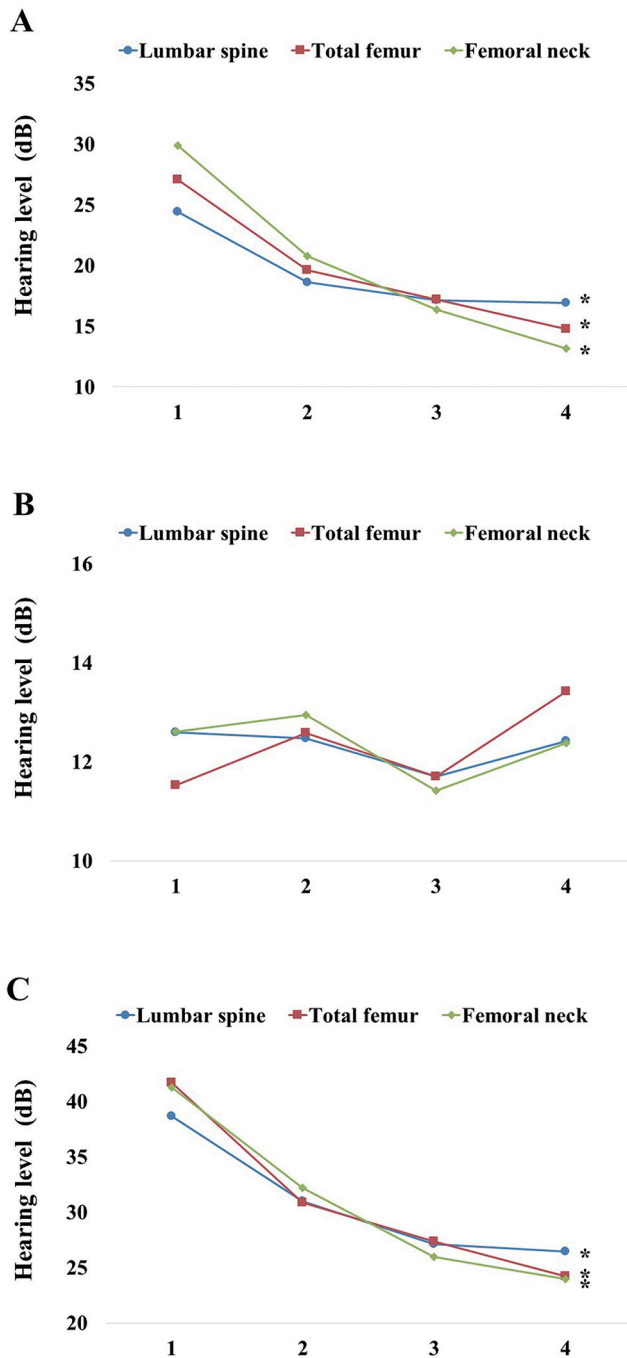 A
Lumbar spine Total femur Femoral neck
Hearing level (dB)
35
30
25
20
15
10
*
*
*
1 2 3 4
B
Lumbar spine Total femur Femoral neck
Hearing level (dB)
16
14
12
10
1 2 3 4
C
Lumbar spine Total femur Femoral neck
Hearing level (dB)
45
40
35
30
25
20
*
*
*
1 2 3 4